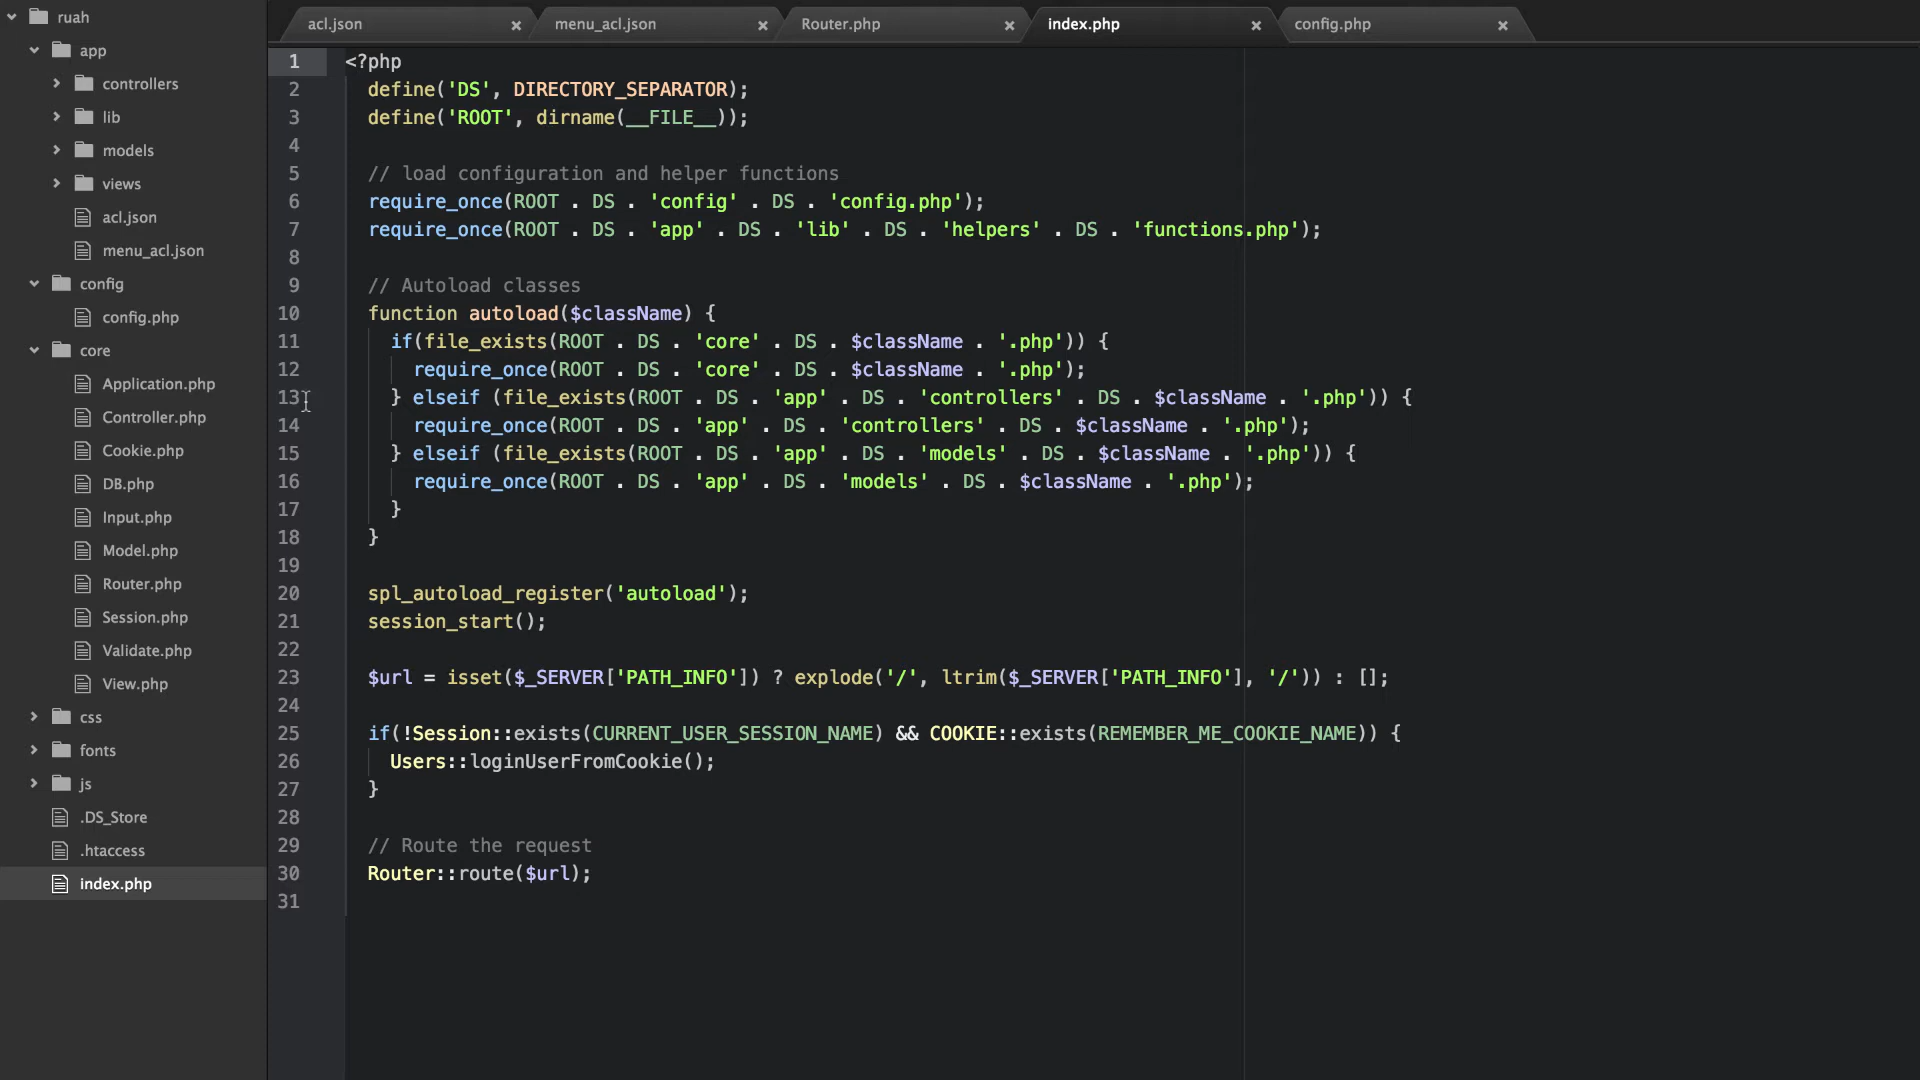 ruah
app
controllers
lib
models
views
acl.json
menu_acl.json
config
config.php
core
Application.php
Controller.php
Cookie.php
DB.php
Input.php
Model.php
Router.php
Session.php
Validate.php
View.php
css
fonts
js
.DS_Store
.htaccess
index.php
acl.json × menu_acl.json × Router.php × index.php × config.php ×
1 <?php
2 define('DS', DIRECTORY_SEPARATOR);
3 define('ROOT', dirname(__FILE__));
4
5 // load configuration and helper functions
6 require_once(ROOT . DS . 'config' . DS . 'config.php');
7 require_once(ROOT . DS . 'app' . DS . 'lib' . DS . 'helpers' . DS . 'functions.php');
8
9 // Autoload classes
10 function autoload($className) {
11 if(file_exists(ROOT . DS . 'core' . DS . $className . '.php')) {
12 require_once(ROOT . DS . 'core' . DS . $className . '.php');
13 } elseif (file_exists(ROOT . DS . 'app' . DS . 'controllers' . DS . $className . '.php')) {
14 require_once(ROOT . DS . 'app' . DS . 'controllers' . DS . $className . '.php');
15 } elseif (file_exists(ROOT . DS . 'app' . DS . 'models' . DS . $className . '.php')) {
16 require_once(ROOT . DS . 'app' . DS . 'models' . DS . $className . '.php');
17 }
18 }
19
20 spl_autoload_register('autoload');
21 session_start();
22
23 $url = isset($_SERVER['PATH_INFO']) ? explode('/', ltrim($_SERVER['PATH_INFO'], '/')) : [];
24
25 if(!Session::exists(CURRENT_USER_SESSION_NAME) && COOKIE::exists(REMEMBER_ME_COOKIE_NAME)) {
26 Users::loginUserFromCookie();
27 }
28
29 // Route the request
30 Router::route($url);
31